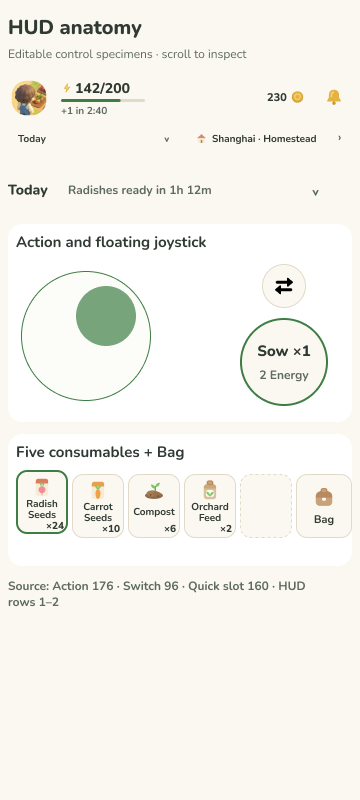 HUD anatomy
Editable control specimens · scroll to inspect
142/200
+1 in 2:40
230
Today
Shanghai · Homestead
Today
Radishes ready in 1h 12m
Action and floating joystick
Sow ×1
2 Energy
Five consumables + Bag
Radish
Seeds
×24
Carrot
Seeds
×10
Compost
×6
Orchard
Feed
×2
Bag
Source: Action 176 · Switch 96 · Quick slot 160 · HUD
rows 1–2